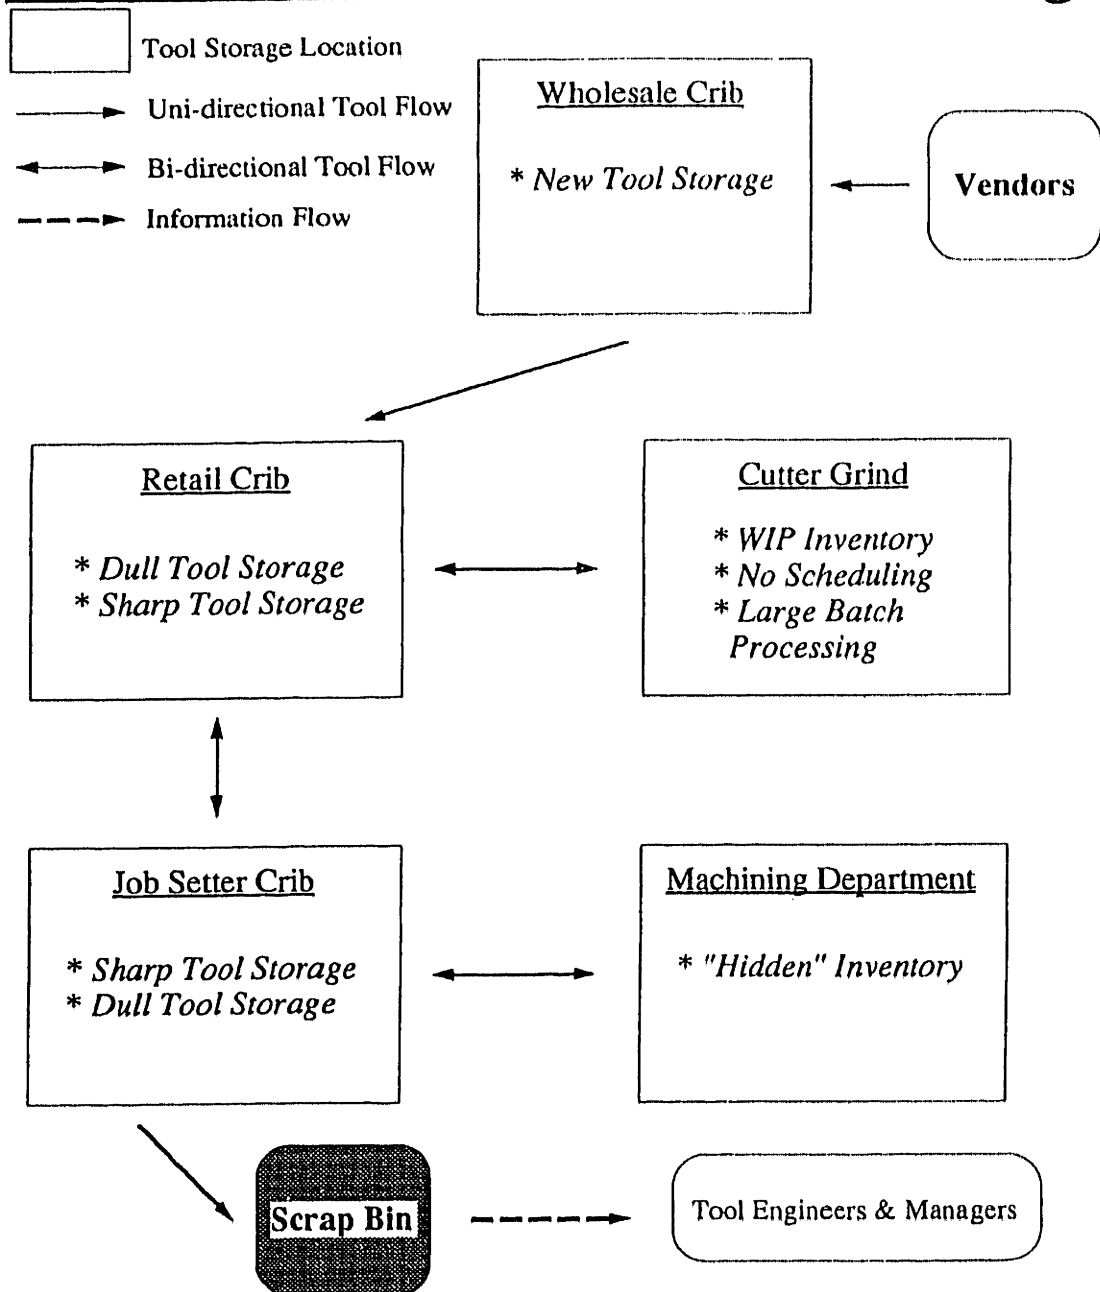 Tool Storage Location
Uni-directional Tool Flow
Bi-directional Tool Flow
Information Flow
Wholesale Crib
* New Tool Storage
Vendors
Retail Crib
* Dull Tool Storage
* Sharp Tool Storage
Cutter Grind
* WIP Inventory
* No Scheduling
* Large Batch
Processing
Job Setter Crib
* Sharp Tool Storage
* Dull Tool Storage
Machining Department
* "Hidden" Inventory
Scrap Bin
Tool Engineers & Managers